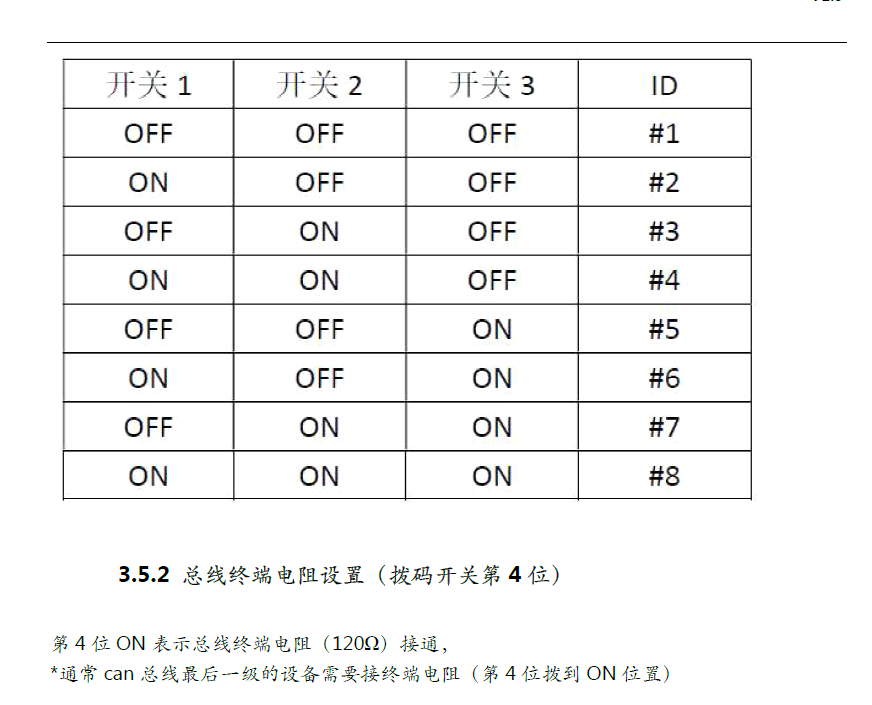 开关 1 开关 2 开关 3 ID
OFF OFF OFF #1
ON OFF OFF #2
OFF ON OFF #3
ON ON OFF #4
OFF OFF ON #5
ON OFF ON #6
OFF ON ON #7
ON ON ON #8
3.5.2 总线终端电阻设置（拨码开关第 4 位）
第 4 位 ON 表示总线终端电阻（120Ω）接通，
*通常 can 总线最后一级的设备需要接终端电阻（第 4 位拨到 ON 位置）